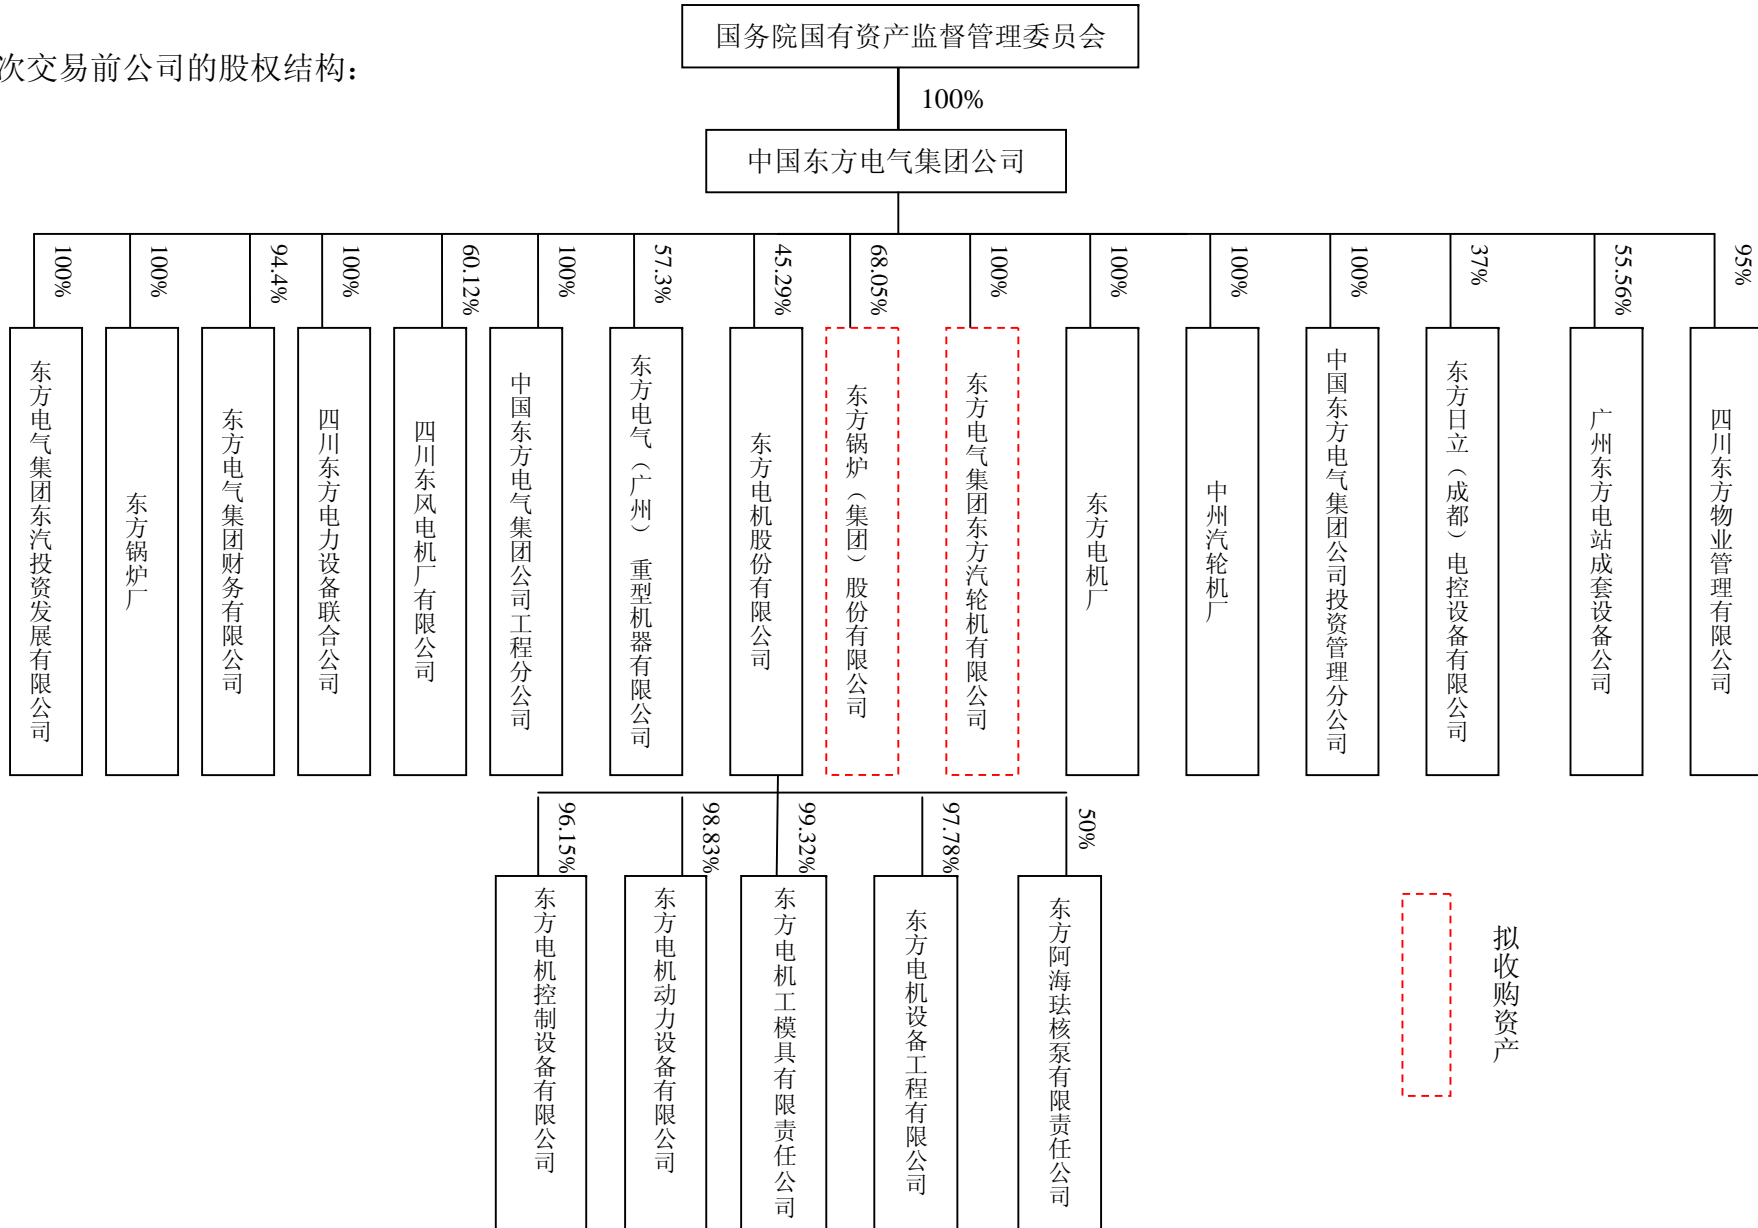 国务院国有资产监督管理委员会
次交易前公司的股权结构：
100%
中国东方电气集团公司
100%
100%
94.4%
100%
60.12%
100%
57.3%
45.29%
68.05%
100%
100%
100%
100%
37%
55.56%
95%
东方电气集团东汽投资发展有限公司
东方锅炉厂
东方电气集团财务有限公司
四川东方电力设备联合公司
四川东风电机厂有限公司
中国东方电气集团公司工程分公司
东方电气（广州）重型机器有限公司
东方电机股份有限公司
东方锅炉（集团）股份有限公司
东方电气集团东方汽轮机有限公司
东方电机厂
中州汽轮机厂
中国东方电气集团公司投资管理分公司
东方日立（成都）电控设备有限公司
广州东方电站成套设备公司
四川东方物业管理有限公司
96.15%
98.83%
99.32%
97.78%
50%
东方电机控制设备有限公司
东方电机动力设备有限公司
东方电机工模具有限责任公司
东方电机设备工程有限公司
东方阿海珐核泵有限责任公司
拟收购资产